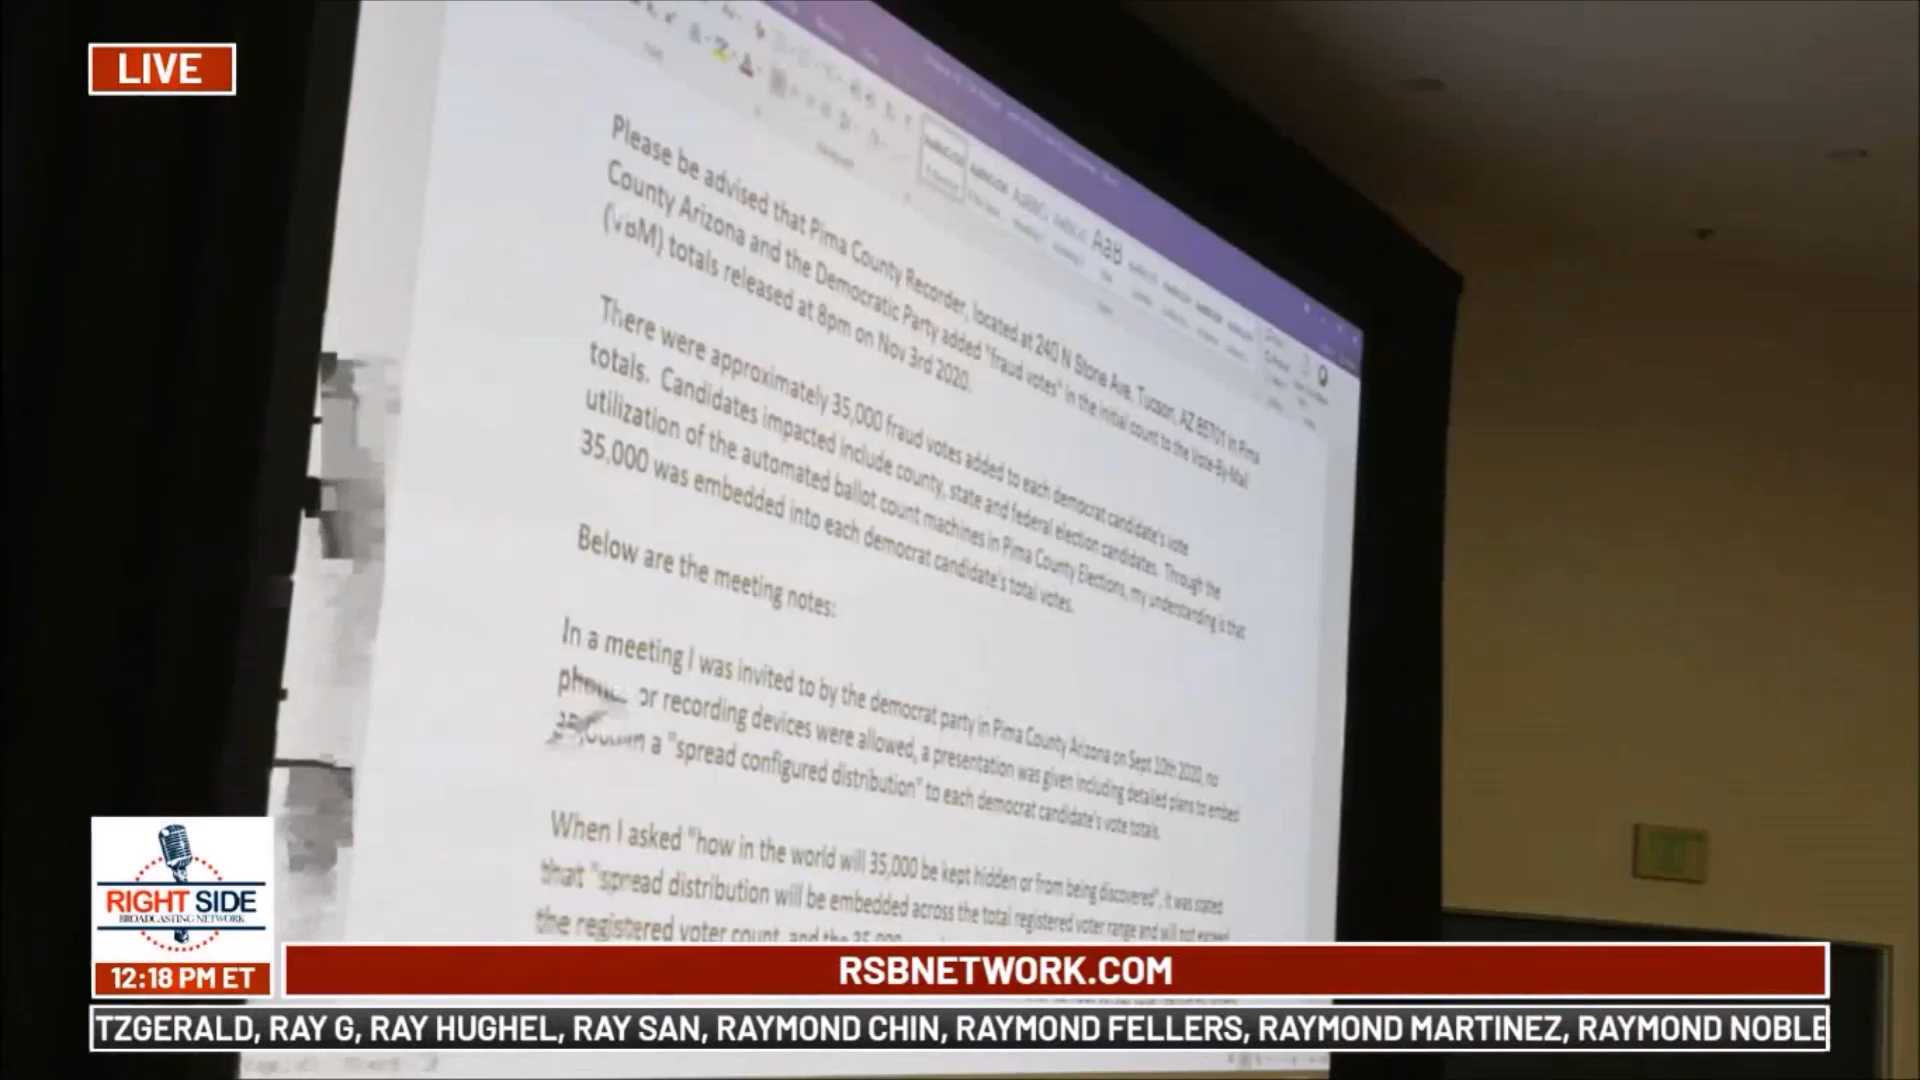 LIVE
AaB
Please be advised that Pima County Recorder, located at 240 N Stone Ave, Tucson, AZ 85701 in Pima
County Arizona and the Democratic Party added "fraud votes" in the initial count to the Vote-By-Mail
(VBM) totals released at 8pm on Nov 3rd 2020.
There were approximately 35,000 fraud votes added to each democrat candidate's vote
totals. Candidates impacted include county, state and federal election candidates. Through the
utilization of the automated ballot count machines in Pima County Elections, my understanding is that
35,000 was embedded into each democrat candidate's total votes.
Below are the meeting notes:
In a meeting I was invited to by the democrat party in Pima County Arizona on Sept 10th 2020, no
phones or recording devices were allowed, a presentation was given including detailed plans to embed
in a "spread configured distribution" to each democrat candidate's vote totals.
When I asked "how in the world will 35,000 be kept hidden or from being discovered", it was stated
that "spread distribution will be embedded across the total registered voter range and will not exceed
the registered voter count, and the 35,000
RIGHT SIDE
BROADCASTING NETWORK
12:18 PM ET
RSBNETWORK.COM
TZGERALD, RAY G, RAY HUGHEL, RAY SAN, RAYMOND CHIN, RAYMOND FELLERS, RAYMOND MARTINEZ, RAYMOND NOBLE